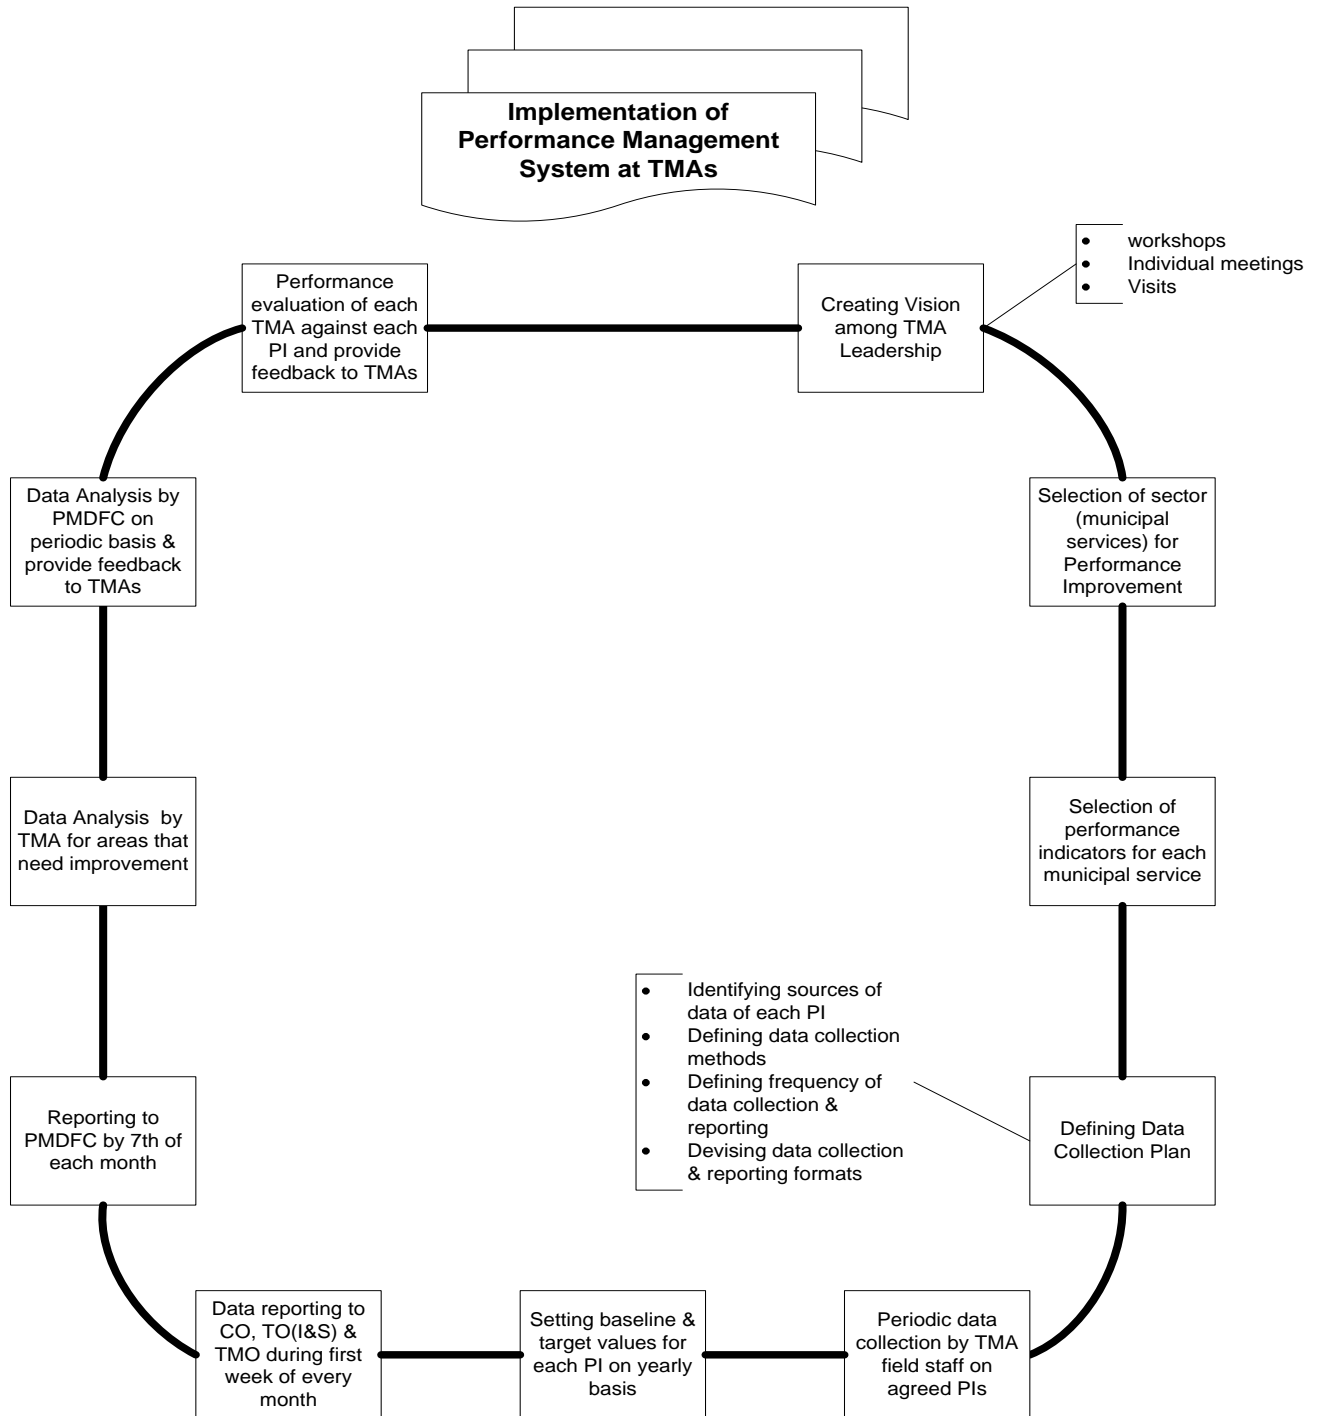 Implementation of
Performance Management
System at TMAs
• workshops
• Individual meetings
• Visits
Performance
evaluation of each
TMA against each
PI and provide
feedback to TMAs
Creating Vision
among TMA
Leadership
Data Analysis by
PMDFC on
periodic basis &
provide feedback
to TMAs
Selection of sector
(municipal
services) for
Performance
Improvement
Data Analysis by
TMA for areas that
need improvement
Selection of
performance
indicators for each
municipal service
• Identifying sources of
data of each PI
• Defining data collection
methods
• Defining frequency of
data collection &
reporting
• Devising data collection
& reporting formats
Reporting to
PMDFC by 7th of
each month
Defining Data
Collection Plan
Data reporting to
CO, TO(I&S) &
TMO during first
week of every
month
Setting baseline &
target values for
each PI on yearly
basis
Periodic data
collection by TMA
field staff on
agreed PIs